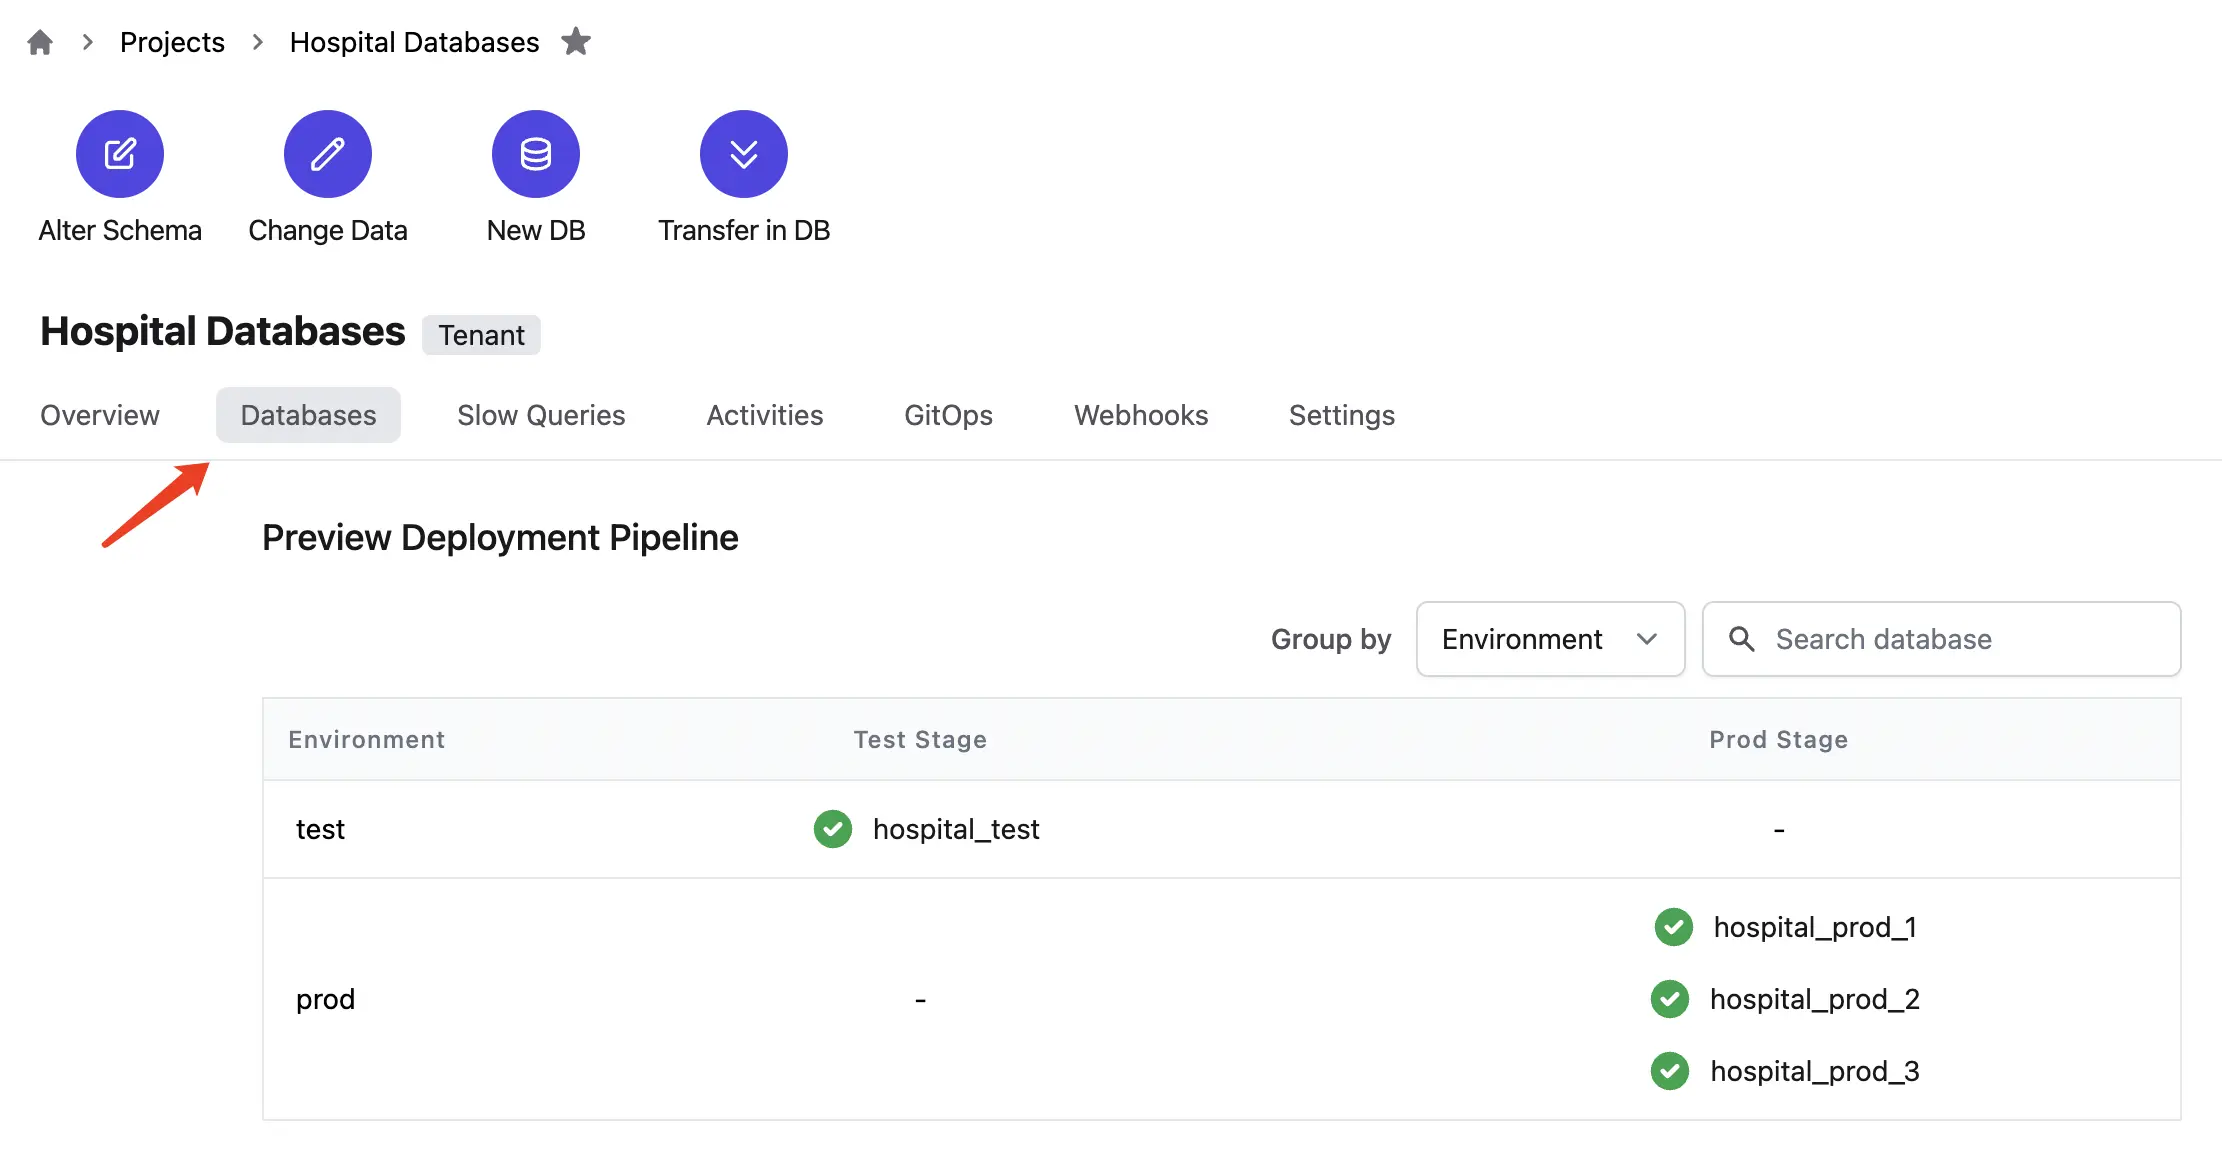 Projects Hospital Databases
Alter Schema Change Data New DB Transfer in DB
Hospital Databases Tenant
Overview Databases Slow Queries Activities GitOps Webhooks Settings
Preview Deployment Pipeline
Group by Environment Search database
Environment Test Stage Prod Stage
test hospital_test -
hospital_prod_1
prod - hospital_prod_2
hospital_prod_3